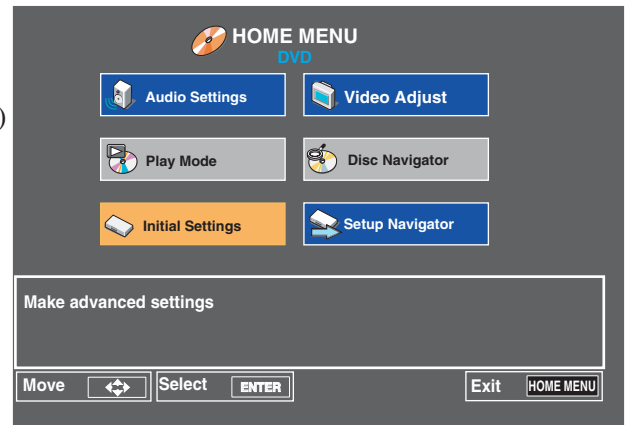 HOME MENU
DVD
)
Audio Settings Video Adjust
Play Mode Disc Navigator
Initial Settings Setup Navigator
Make advanced settings
Move Select ENTER Exit HOME MENU